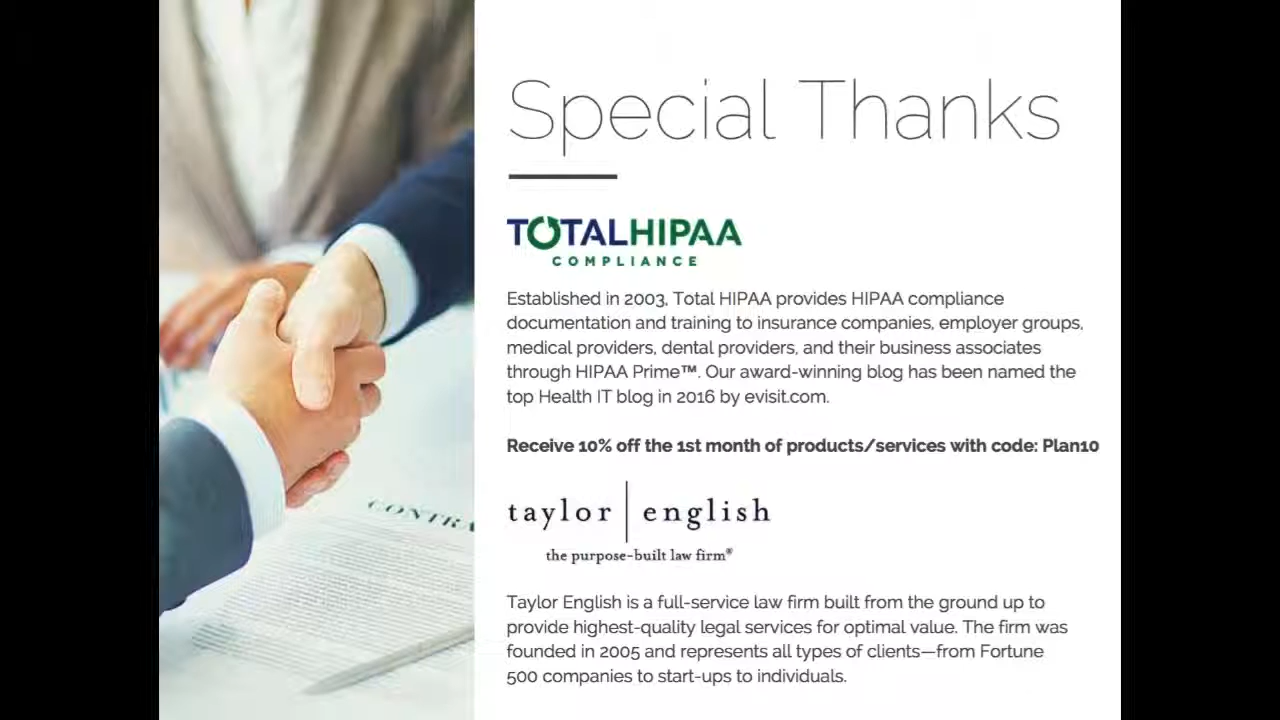 Special Thanks
TOTALHIPAA
COMPLIANCE
Established in 2003, Total HIPAA provides HIPAA compliance
documentation and training to insurance companies, employer groups,
medical providers, dental providers, and their business associates
through HIPAA Prime™. Our award-winning blog has been named the
top Health IT blog in 2016 by evisit.com.
Receive 10% off the 1st month of products/services with code: Plan10
taylor | english
the purpose-built law firm®
CONTRA
Taylor English is a full-service law firm built from the ground up to
provide highest-quality legal services for optimal value. The firm was
founded in 2005 and represents all types of clients—from Fortune
500 companies to start-ups to individuals.